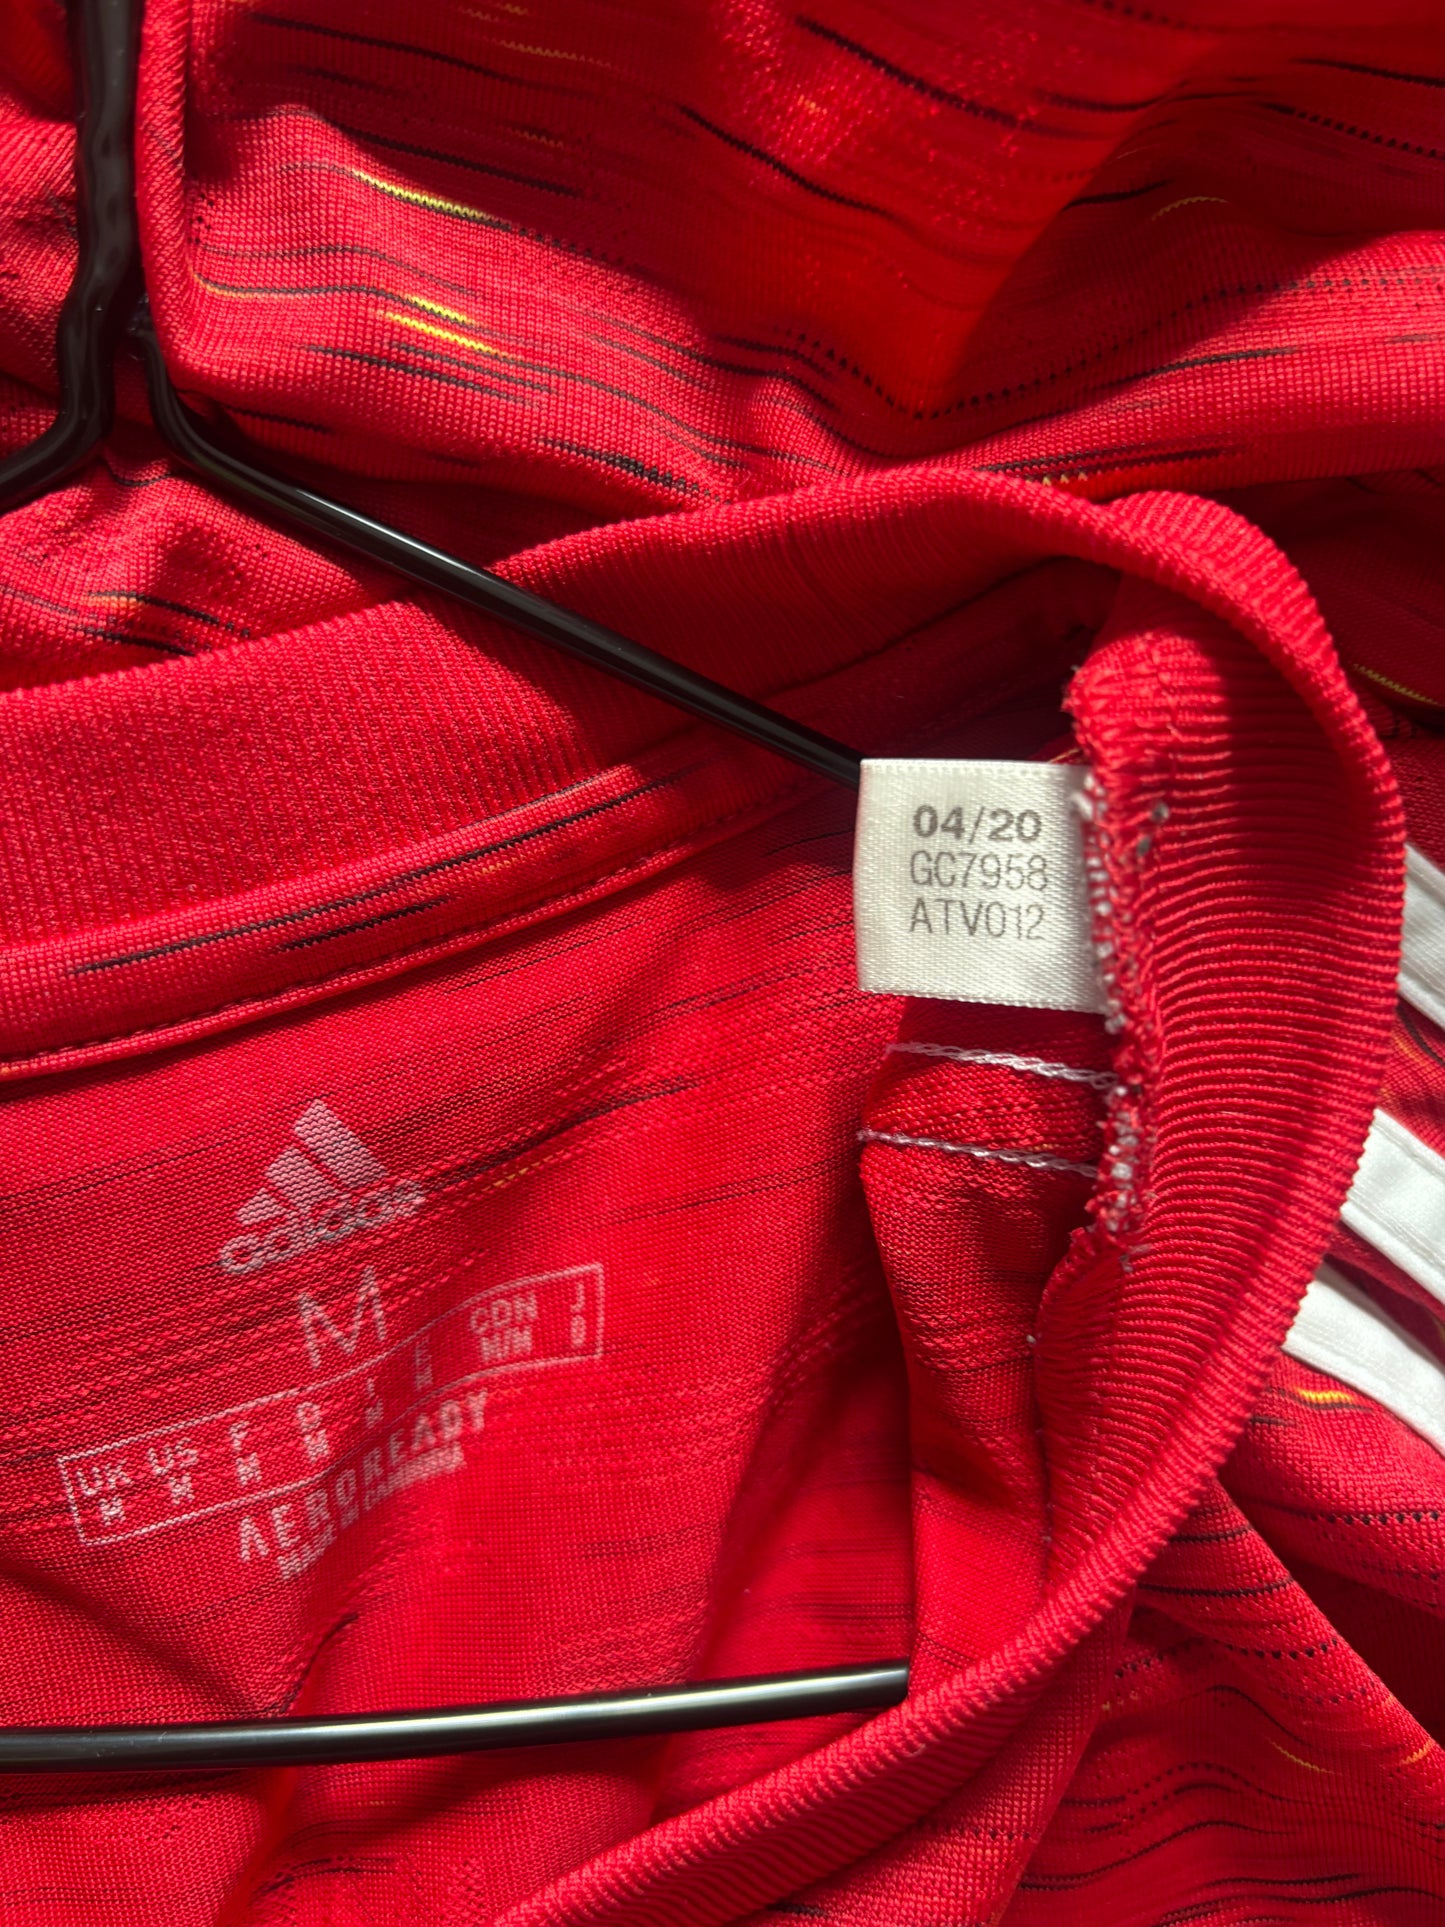 04/20
GC7958
ATV012
adidas
M
UK US F D I E CDN J
M M M M M M M/M O
AEROREADY